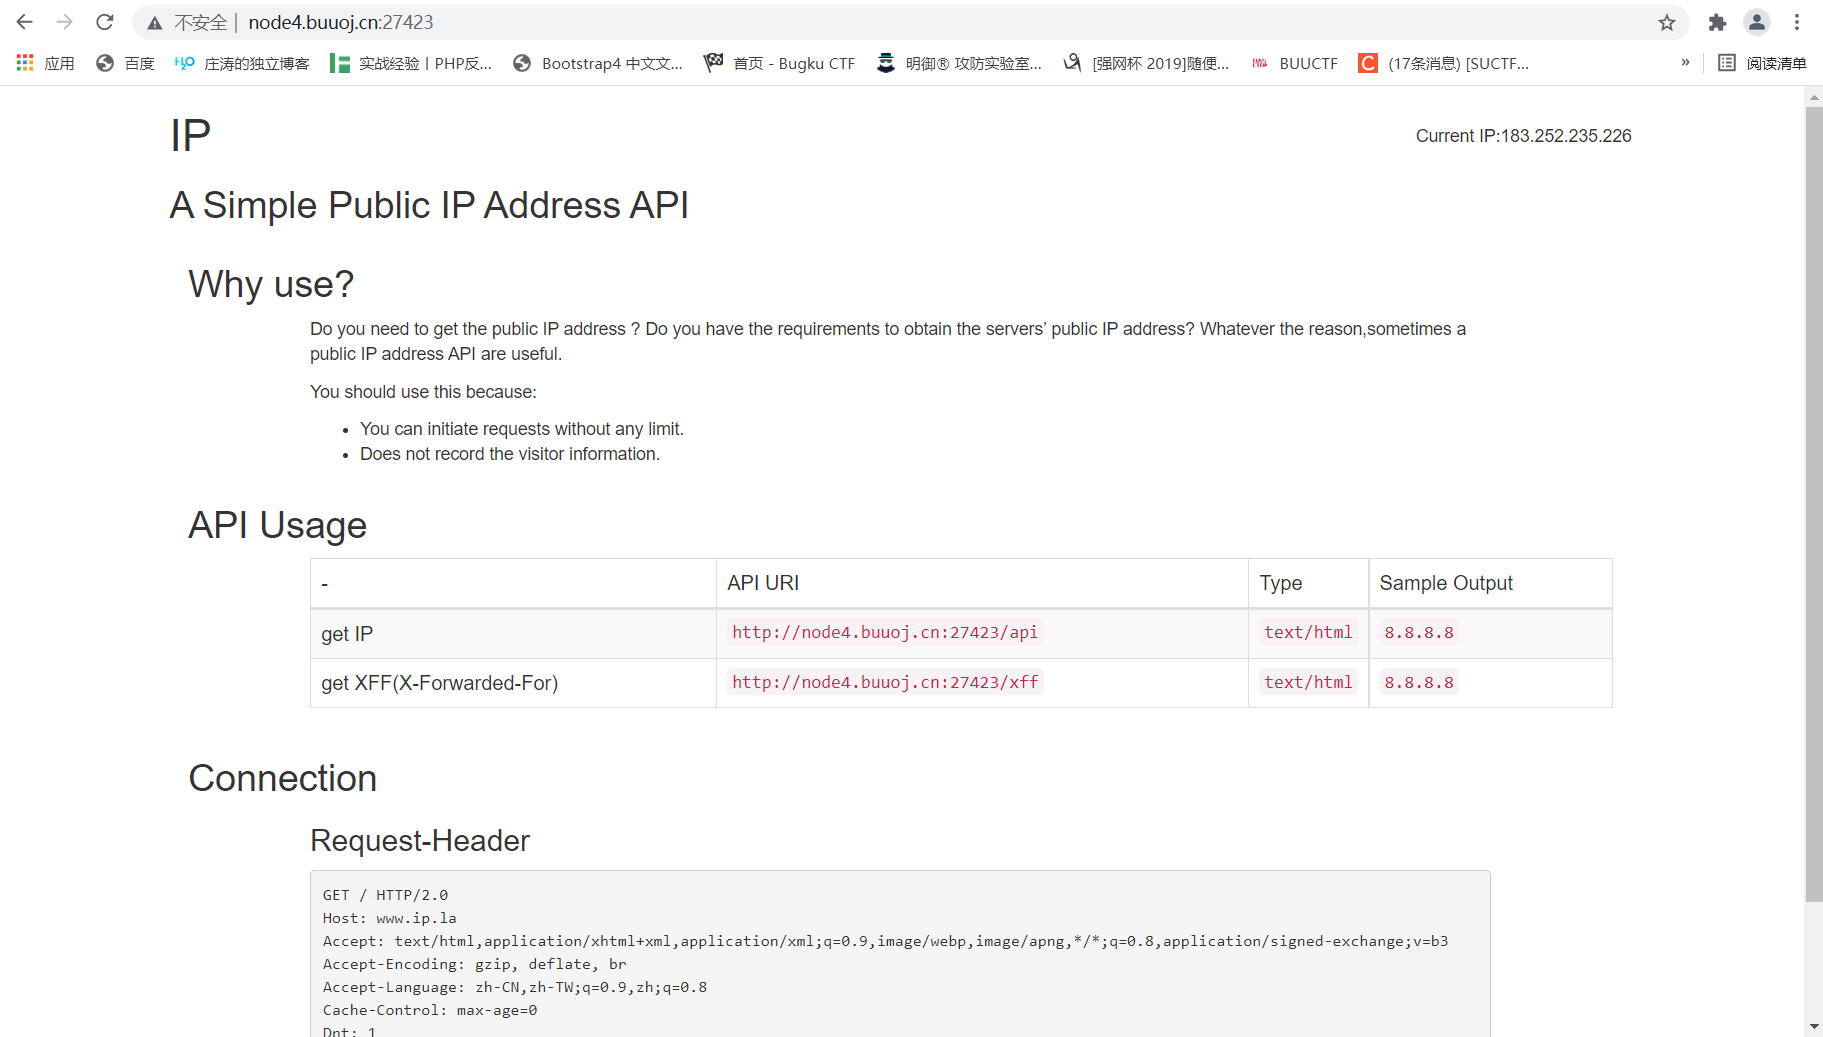 不安全 | node4.buuoj.cn:27423
应用 百度 庄涛的独立博客 实战经验丨PHP反... Bootstrap4 中文文... 首页 - Bugku CTF 明御® 攻防实验室... [强网杯 2019]随便... BUUCTF (17条消息) [SUCTF... » 阅读清单
IP
Current IP:183.252.235.226
A Simple Public IP Address API
Why use?
Do you need to get the public IP address ? Do you have the requirements to obtain the servers’ public IP address? Whatever the reason,sometimes a
public IP address API are useful.
You should use this because:
• You can initiate requests without any limit.
• Does not record the visitor information.
API Usage
- API URI Type Sample Output
get IP http://node4.buuoj.cn:27423/api text/html 8.8.8.8
get XFF(X-Forwarded-For) http://node4.buuoj.cn:27423/xff text/html 8.8.8.8
Connection
Request-Header
GET / HTTP/2.0
Host: www.ip.la
Accept: text/html,application/xhtml+xml,application/xml;q=0.9,image/webp,image/apng,*/*;q=0.8,application/signed-exchange;v=b3
Accept-Encoding: gzip, deflate, br
Accept-Language: zh-CN,zh-TW;q=0.9,zh;q=0.8
Cache-Control: max-age=0
Dnt: 1